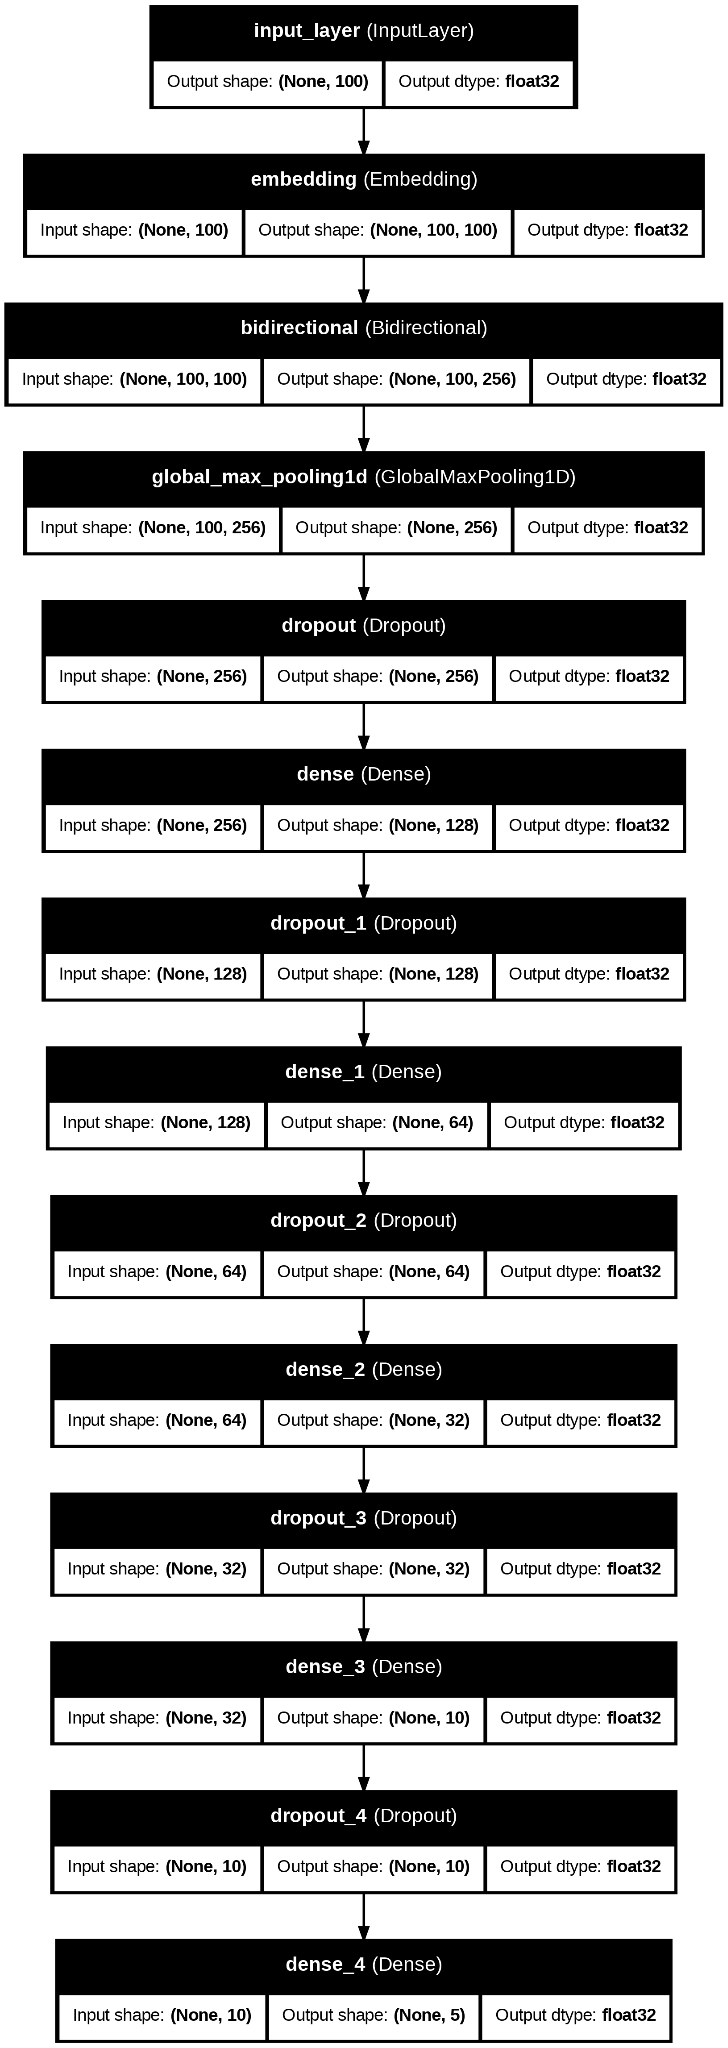 input_layer (InputLayer)
Output shape: (None, 100) Output dtype: float32
embedding (Embedding)
Input shape: (None, 100) Output shape: (None, 100, 100) Output dtype: float32
bidirectional (Bidirectional)
Input shape: (None, 100, 100) Output shape: (None, 100, 256) Output dtype: float32
global_max_pooling1d (GlobalMaxPooling1D)
Input shape: (None, 100, 256) Output shape: (None, 256) Output dtype: float32
dropout (Dropout)
Input shape: (None, 256) Output shape: (None, 256) Output dtype: float32
dense (Dense)
Input shape: (None, 256) Output shape: (None, 128) Output dtype: float32
dropout_1 (Dropout)
Input shape: (None, 128) Output shape: (None, 128) Output dtype: float32
dense_1 (Dense)
Input shape: (None, 128) Output shape: (None, 64) Output dtype: float32
dropout_2 (Dropout)
Input shape: (None, 64) Output shape: (None, 64) Output dtype: float32
dense_2 (Dense)
Input shape: (None, 64) Output shape: (None, 32) Output dtype: float32
dropout_3 (Dropout)
Input shape: (None, 32) Output shape: (None, 32) Output dtype: float32
dense_3 (Dense)
Input shape: (None, 32) Output shape: (None, 10) Output dtype: float32
dropout_4 (Dropout)
Input shape: (None, 10) Output shape: (None, 10) Output dtype: float32
dense_4 (Dense)
Input shape: (None, 10) Output shape: (None, 5) Output dtype: float32